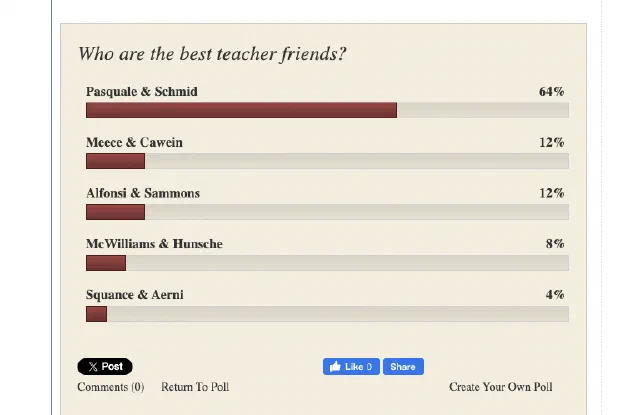 Who are the best teacher friends?
Pasquale & Schmid 64%
Meece & Cawein 12%
Alfonsi & Sammons 12%
McWilliams & Hunsche 8%
Squance & Aerni 4%
X Post Like 0 Share
Comments (0) Return To Poll Create Your Own Poll